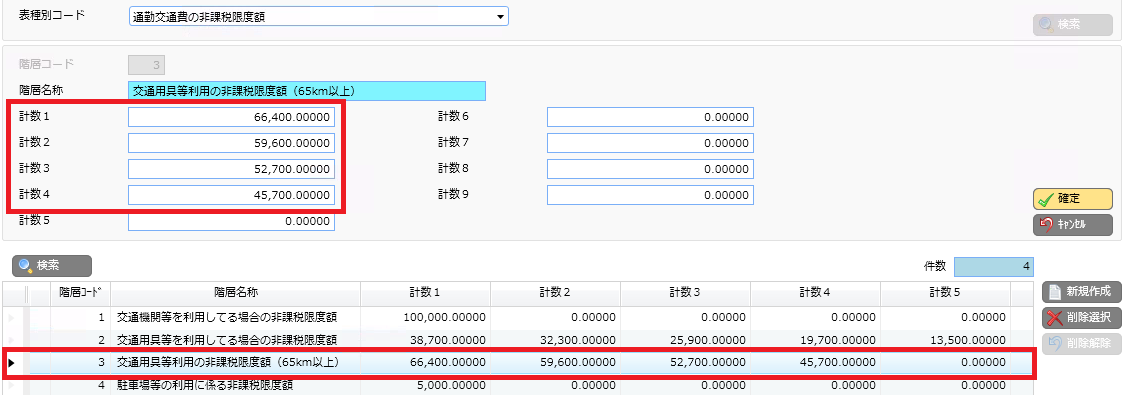 表種別コード 通勤交通費の非課税限度額
検索
階層コード 3
階層名称 交通用具等利用の非課税限度額（65km以上）
計数１ 66,400.00000 計数６ 0.00000
計数２ 59,600.00000 計数７ 0.00000
計数３ 52,700.00000 計数８ 0.00000
計数４ 45,700.00000 計数９ 0.00000
確定
計数５ 0.00000
ｷｬﾝｾﾙ
検索 件数 4
階層ｺｰﾄﾞ 階層名称 計数１ 計数２ 計数３ 計数４ 計数５
新規作成
1 交通機関等を利用してる場合の非課税限度額 100,000.00000 0.00000 0.00000 0.00000 0.00000
削除選択
2 交通用具等を利用してる場合の非課税限度額 38,700.00000 32,300.00000 25,900.00000 19,700.00000 13,500.00000
削除解除
3 交通用具等利用の非課税限度額（65km以上） 66,400.00000 59,600.00000 52,700.00000 45,700.00000 0.00000
4 駐車場等の利用に係る非課税限度額 5,000.00000 0.00000 0.00000 0.00000 0.00000